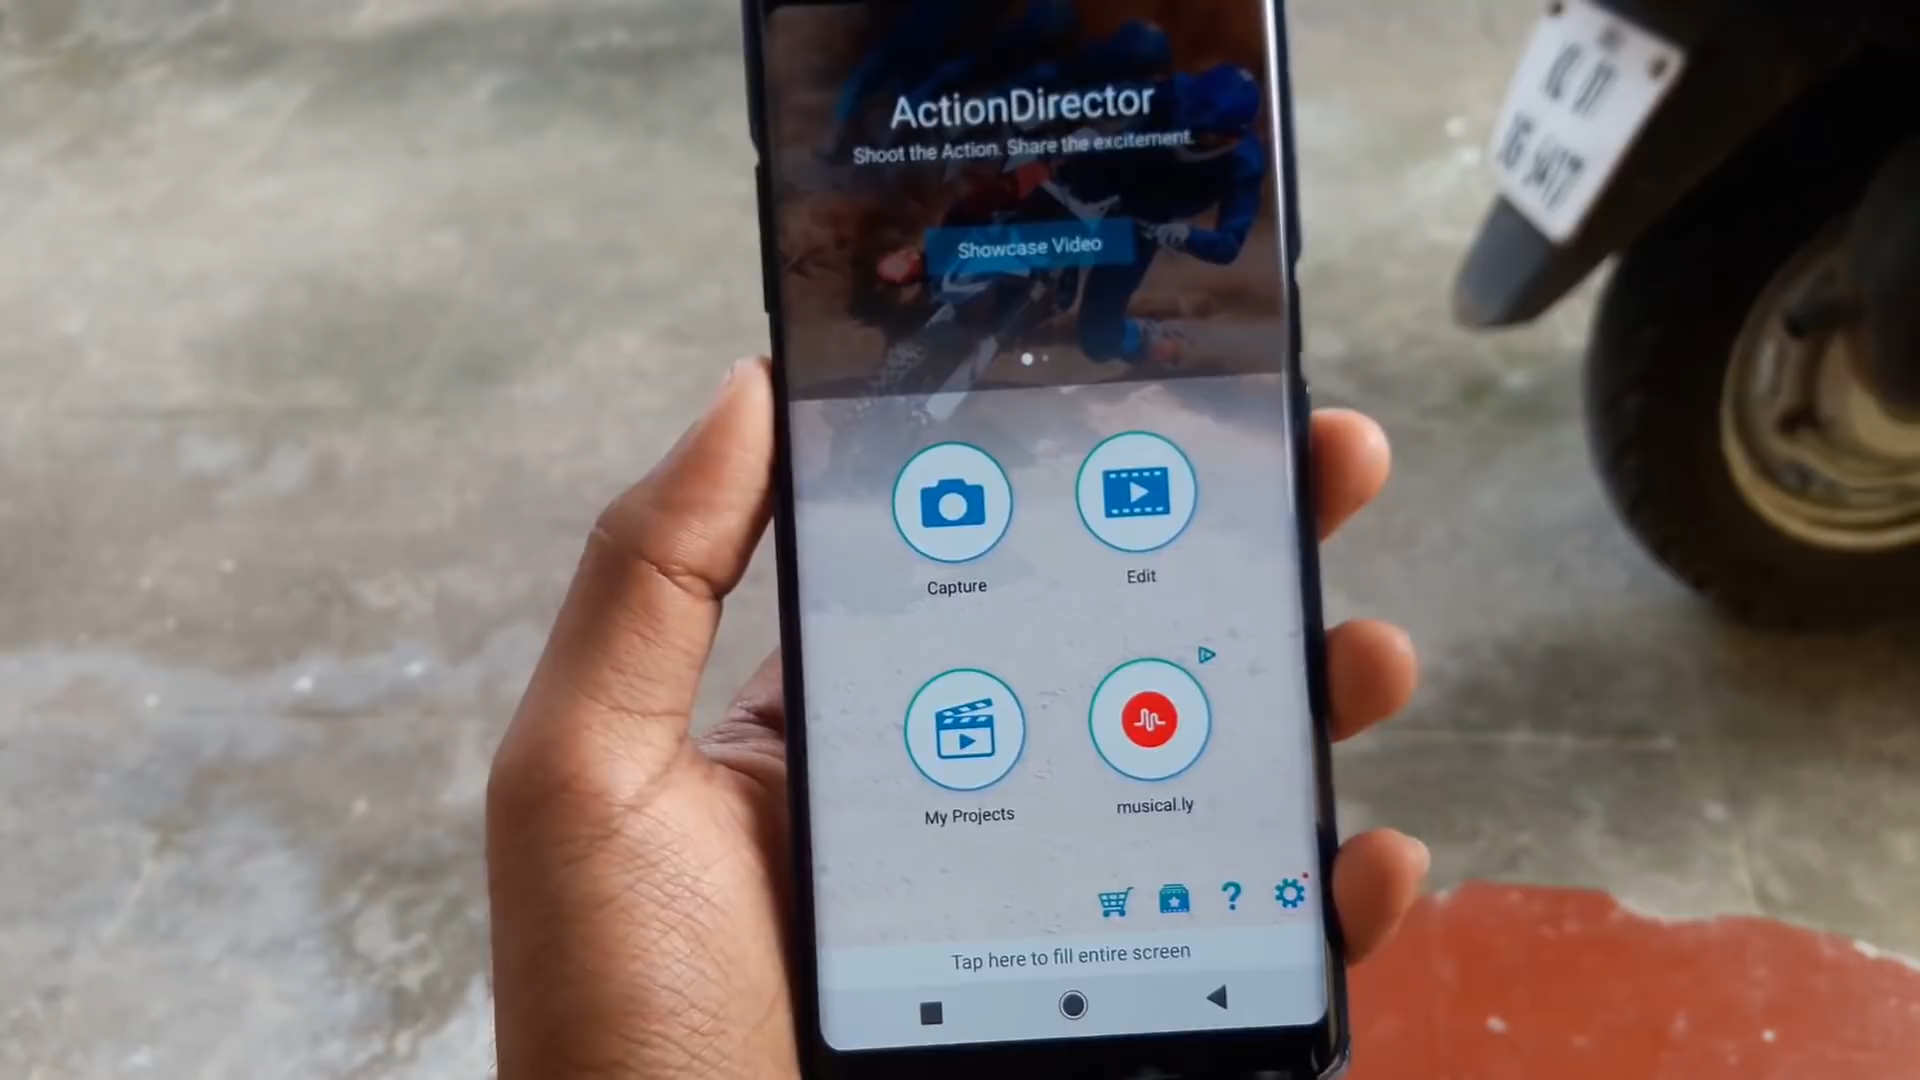 ActionDirector
Shoot the Action. Share the excitement.
Showcase Video
Capture
Edit
My Projects
musical.ly
Tap here to fill entire screen